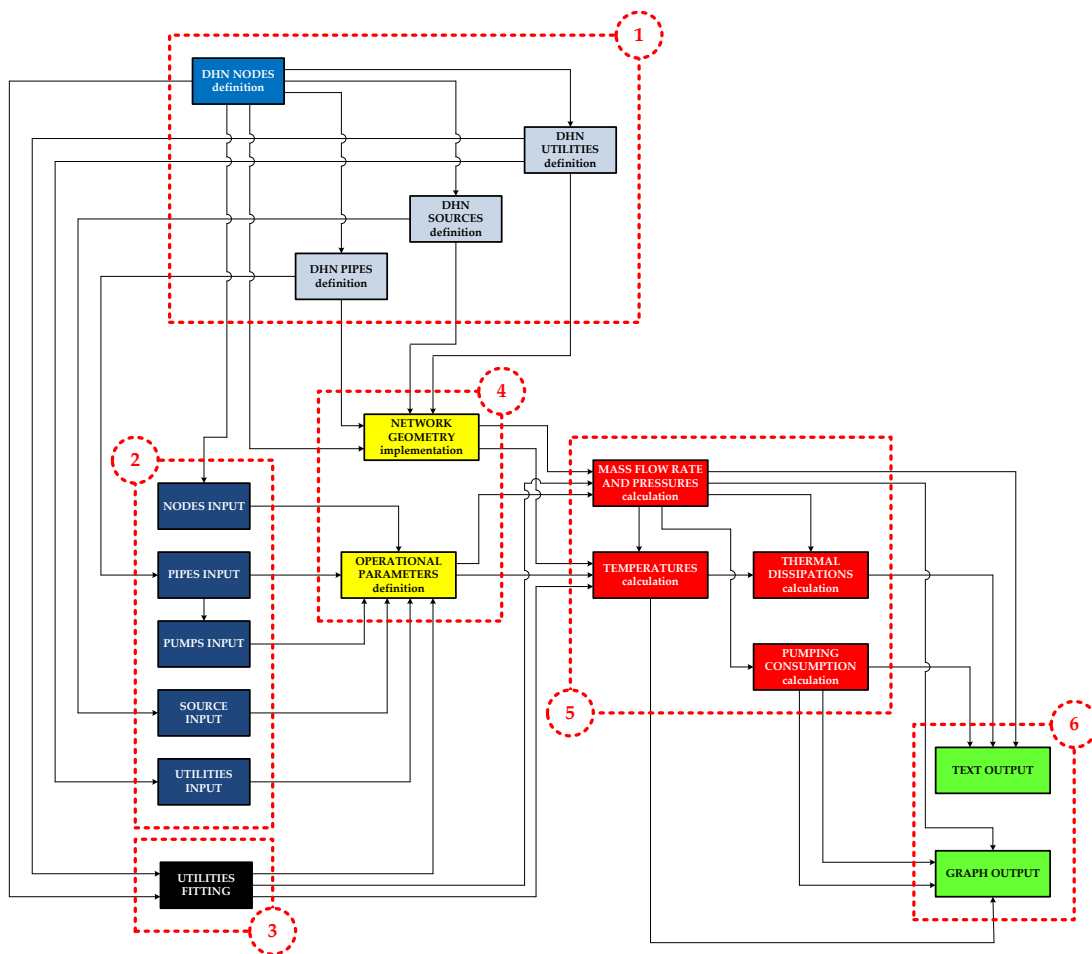 1
DHN NODES
definition
DHN
UTILITIES
definition
DHN
SOURCES
definition
DHN PIPES
definition
4
NETWORK
GEOMETRY
implementation
2
MASS FLOW RATE
AND PRESSURES
calculation
NODES INPUT
OPERATIONAL
PARAMETERS
definition
TEMPERATURES
calculation
THERMAL
DISSIPATIONS
calculation
PIPES INPUT
PUMPS INPUT
PUMPING
CONSUMPTION
calculation
SOURCE
INPUT
5
6
UTILITIES
INPUT
TEXT OUTPUT
UTILITIES
FITTING
GRAPH OUTPUT
3